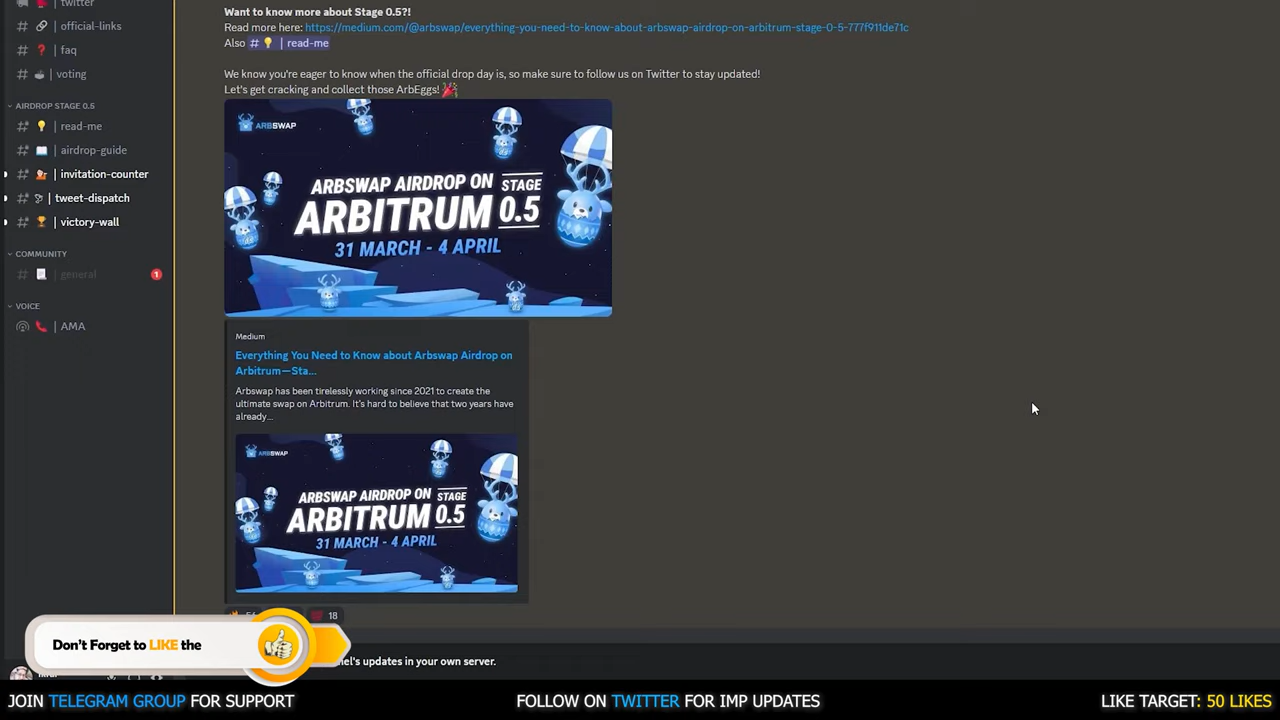 twitter
official-links
faq
voting
AIRDROP STAGE 0.5
read-me
airdrop-guide
invitation-counter
tweet-dispatch
victory-wall
COMMUNITY
general
1
VOICE
AMA
Want to know more about Stage 0.5?!
Read more here: https://medium.com/@arbswap/everything-you-need-to-know-about-arbswap-airdrop-on-arbitrum-stage-0-5-777f911de71c
Also # | read-me
We know you're eager to know when the official drop day is, so make sure to follow us on Twitter to stay updated!
Let's get cracking and collect those ArbEggs!
ARBSWAP
ARBSWAP AIRDROP ON STAGE
ARBITRUM 0.5
31 MARCH - 4 APRIL
Medium
Everything You Need to Know about Arbswap Airdrop on
Arbitrum—Sta...
Arbswap has been tirelessly working since 2021 to create the
ultimate swap on Arbitrum. It's hard to believe that two years have
already...
ARBSWAP
ARBSWAP AIRDROP ON STAGE
ARBITRUM 0.5
31 MARCH - 4 APRIL
18
Don't Forget to LIKE the
updates in your own server.
JOIN TELEGRAM GROUP FOR SUPPORT
FOLLOW ON TWITTER FOR IMP UPDATES
LIKE TARGET: 50 LIKES